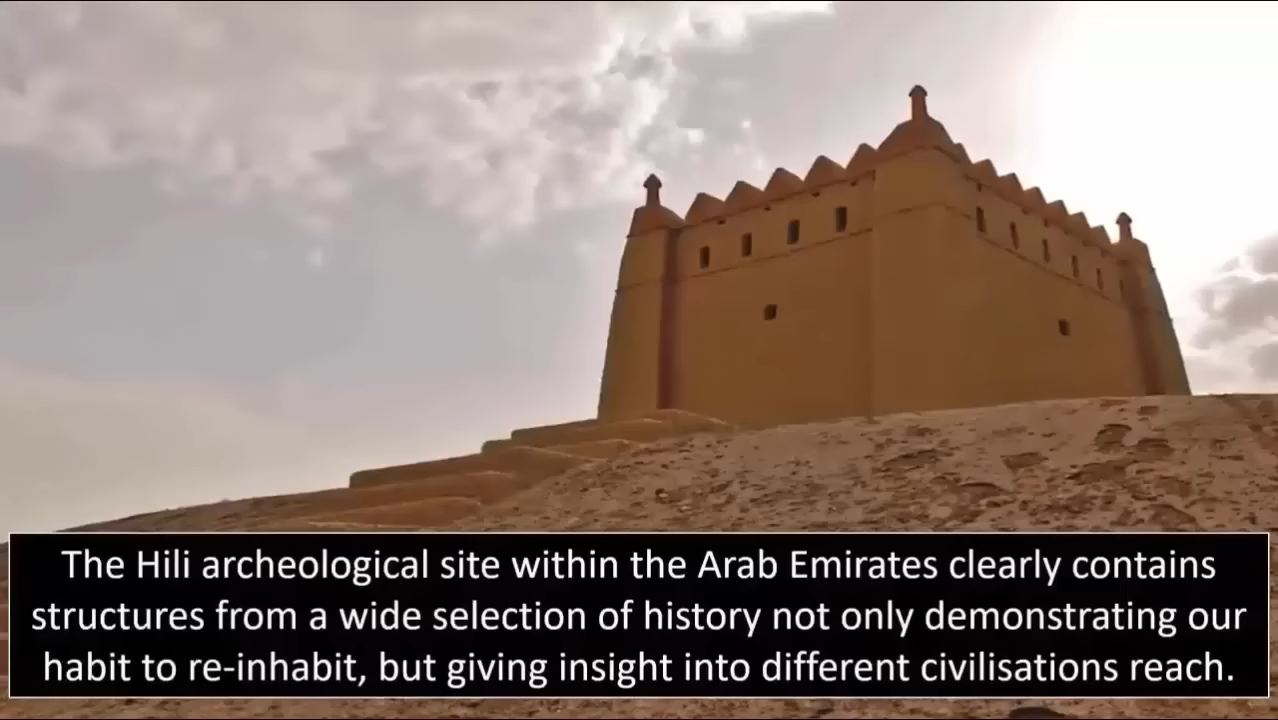 The Hili archeological site within the Arab Emirates clearly contains
structures from a wide selection of history not only demonstrating our
habit to re-inhabit, but giving insight into different civilisations reach.